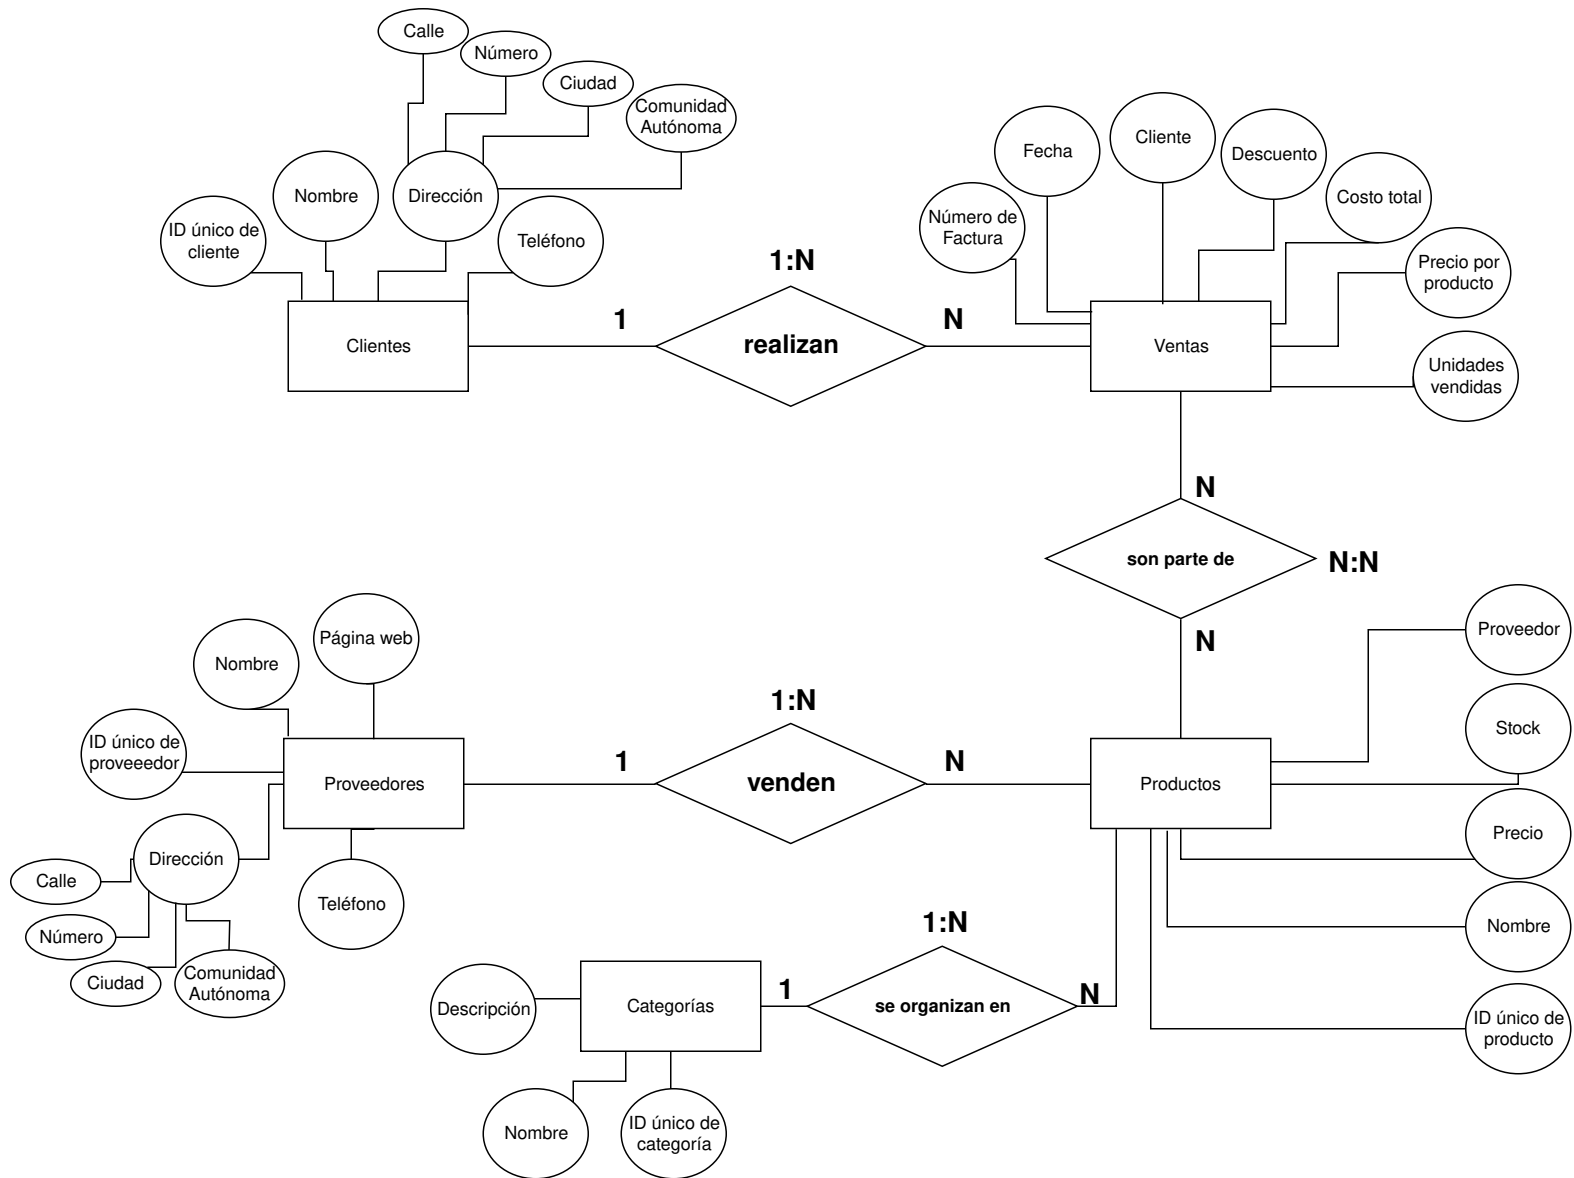 Calle
Número
Ciudad
Comunidad
Autónoma
Nombre
Dirección
ID único de
cliente
Teléfono
Clientes
1
1:N
realizan
N
Fecha
Cliente
Descuento
Número de
Factura
Costo total
Precio por
producto
Ventas
Unidades
vendidas
N
son parte de
N:N
N
Página web
Nombre
ID único de
proveeedor
Proveedores
Dirección
Calle
Número
Ciudad
Comunidad
Autónoma
Teléfono
1
1:N
venden
N
Productos
Proveedor
Stock
Precio
Nombre
ID único de
producto
1:N
Descripción
Categorías
1
se organizan en
N
Nombre
ID único de
categoría